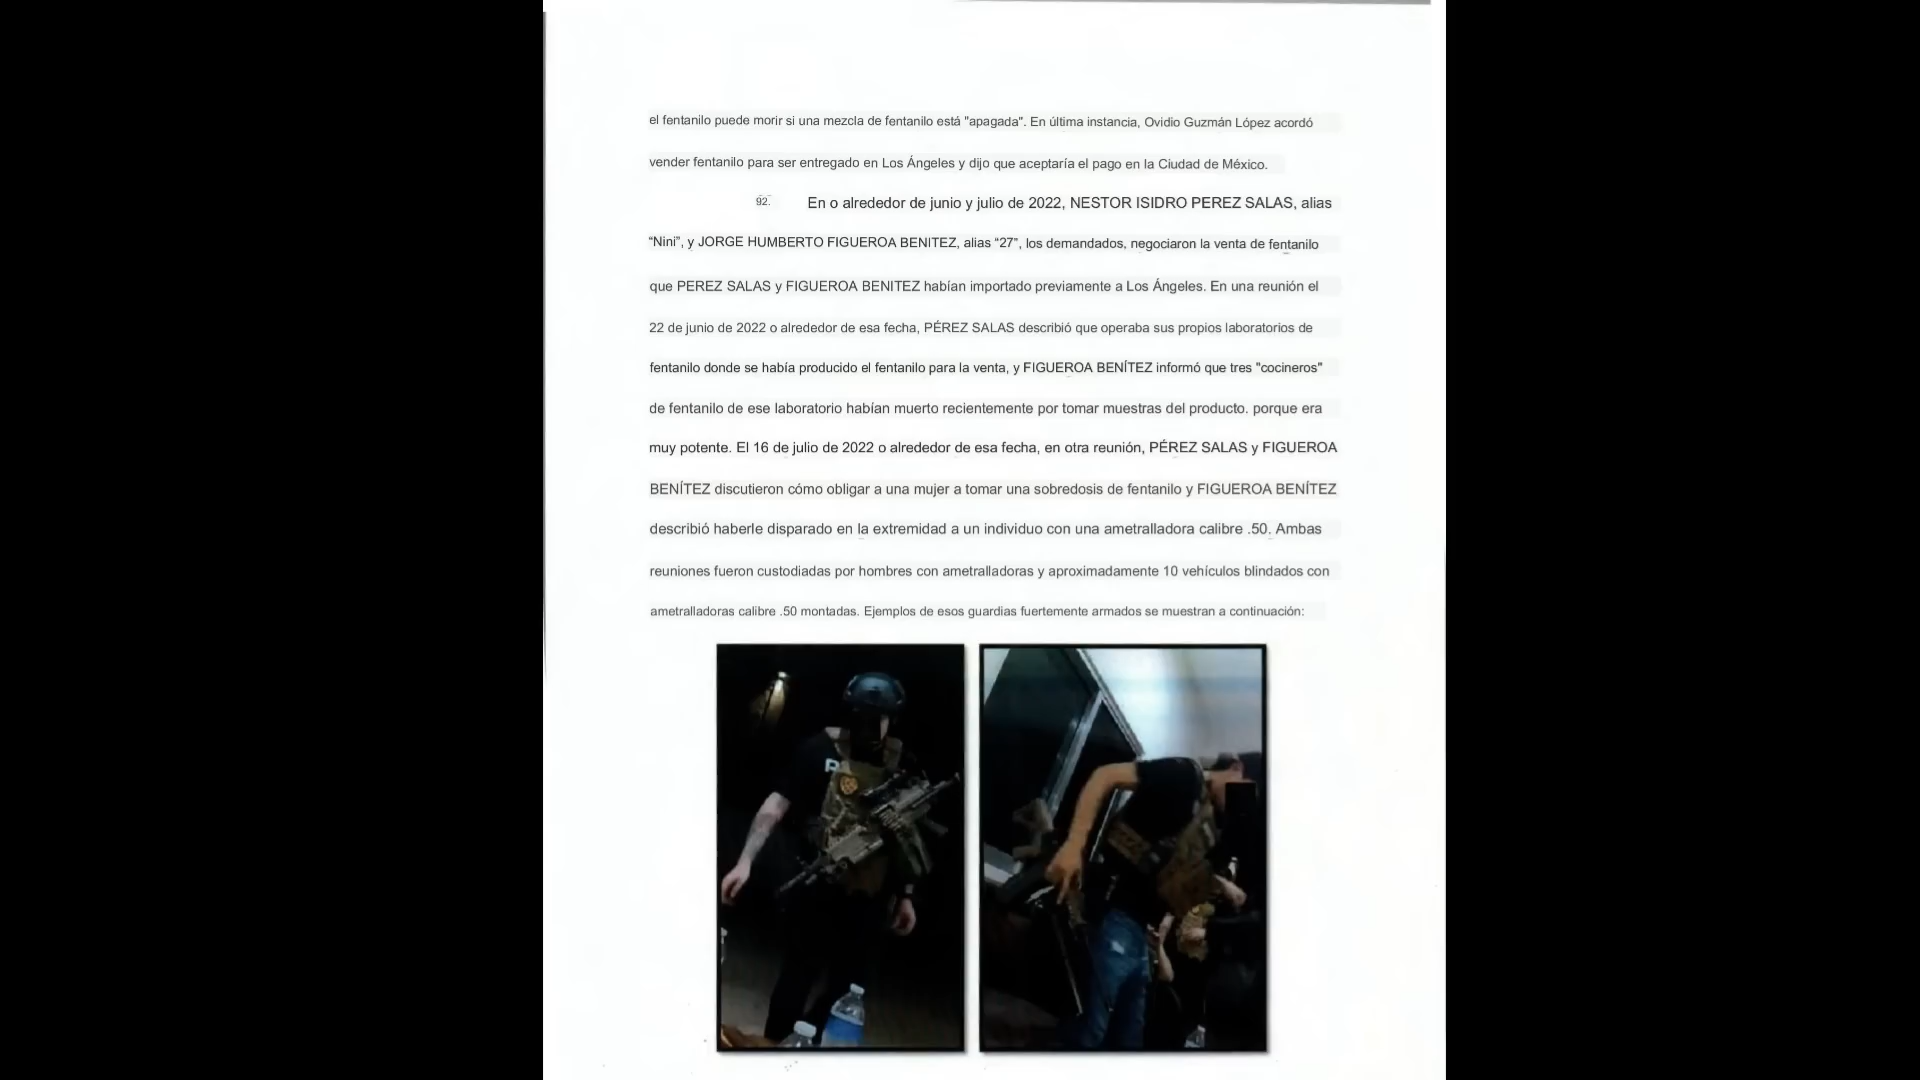 el fentanilo puede morir si una mezcla de fentanilo está "apagada". En última instancia, Ovidio Guzmán López acordó
vender fentanilo para ser entregado en Los Ángeles y dijo que aceptaría el pago en la Ciudad de México.
92. En o alrededor de junio y julio de 2022, NESTOR ISIDRO PEREZ SALAS, alias
“Nini”, y JORGE HUMBERTO FIGUEROA BENITEZ, alias “27”, los demandados, negociaron la venta de fentanilo
que PEREZ SALAS y FIGUEROA BENITEZ habían importado previamente a Los Ángeles. En una reunión el
22 de junio de 2022 o alrededor de esa fecha, PÉREZ SALAS describió que operaba sus propios laboratorios de
fentanilo donde se había producido el fentanilo para la venta, y FIGUEROA BENÍTEZ informó que tres "cocineros"
de fentanilo de ese laboratorio habían muerto recientemente por tomar muestras del producto. porque era
muy potente. El 16 de julio de 2022 o alrededor de esa fecha, en otra reunión, PÉREZ SALAS y FIGUEROA
BENÍTEZ discutieron cómo obligar a una mujer a tomar una sobredosis de fentanilo y FIGUEROA BENÍTEZ
describió haberle disparado en la extremidad a un individuo con una ametralladora calibre .50. Ambas
reuniones fueron custodiadas por hombres con ametralladoras y aproximadamente 10 vehículos blindados con
ametralladoras calibre .50 montadas. Ejemplos de esos guardias fuertemente armados se muestran a continuación: